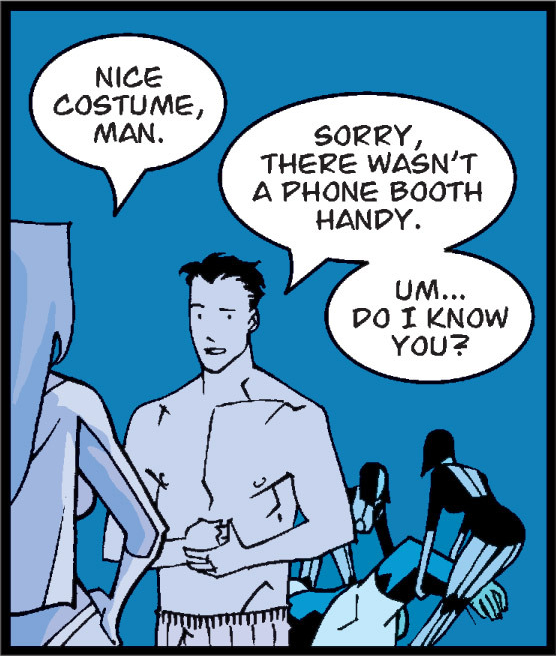 NICE
COSTUME,
MAN.
SORRY,
THERE WASN'T
A PHONE BOOTH
HANDY.
UM...
DO I KNOW
YOU?